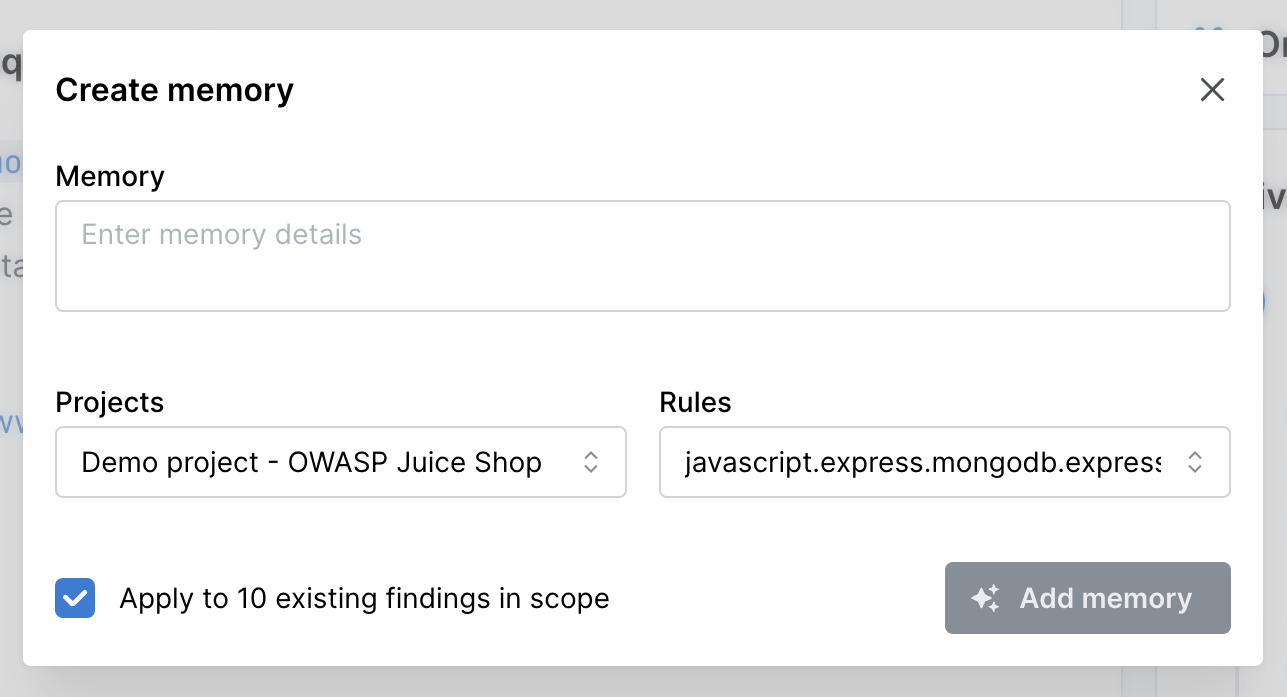 Create memory
Memory
Enter memory details
Projects
Rules
Demo project - OWASP Juice Shop
javascript.express.mongodb.express
Apply to 10 existing findings in scope
Add memory